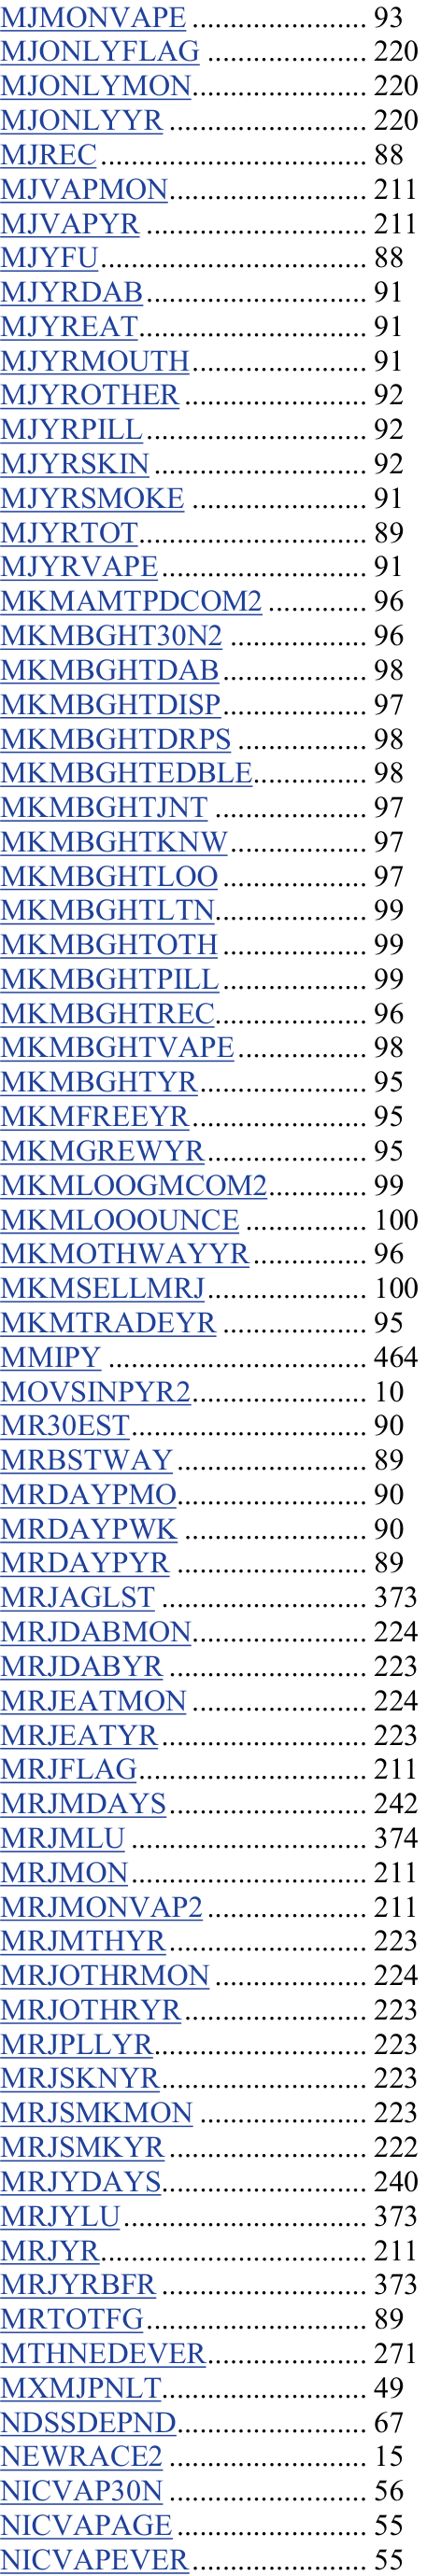 MJMONVAPE ....................... 93
MJONLYFLAG ..................... 220
MJONLYMON....................... 220
MJONLYYR .......................... 220
MJREC................................... 88
MJVAPMON.......................... 211
MJVAPYR ............................. 211
MJYFU................................... 88
MJYRDAB............................. 91
MJYREAT.............................. 91
MJYRMOUTH....................... 91
MJYROTHER ........................ 92
MJYRPILL ............................. 92
MJYRSKIN ............................ 92
MJYRSMOKE ....................... 91
MJYRTOT.............................. 89
MJYRVAPE ........................... 91
MKMAMTPDCOM2 ............. 96
MKMBGHT30N2 .................. 96
MKMBGHTDAB................... 98
MKMBGHTDISP................... 97
MKMBGHTDRPS ................. 98
MKMBGHTEDBLE............... 98
MKMBGHTJNT .................... 97
MKMBGHTKNW.................. 97
MKMBGHTLOO ................... 97
MKMBGHTLTN.................... 99
MKMBGHTOTH ................... 99
MKMBGHTPILL................... 99
MKMBGHTREC.................... 96
MKMBGHTVAPE................. 98
MKMBGHTYR...................... 95
MKMFREEYR....................... 95
MKMGREWYR..................... 95
MKMLOOGMCOM2............. 99
MKMLOOOUNCE ................ 100
MKMOTHWAYYR............... 96
MKMSELLMRJ..................... 100
MKMTRADEYR ................... 95
MMIPY .................................. 464
MOVSINPYR2....................... 10
MR30EST............................... 90
MRBSTWAY ......................... 89
MRDAYPMO......................... 90
MRDAYPWK ........................ 90
MRDAYPYR .......................... 89
MRJAGLST ........................... 373
MRJDABMON....................... 224
MRJDABYR .......................... 223
MRJEATMON ....................... 224
MRJEATYR........................... 223
MRJFLAG.............................. 211
MRJMDAYS .......................... 242
MRJMLU ............................... 374
MRJMON............................... 211
MRJMONVAP2 ..................... 211
MRJMTHYR .......................... 223
MRJOTHRMON .................... 224
MRJOTHRYR........................ 223
MRJPLLYR............................ 223
MRJSKNYR........................... 223
MRJSMKMON ...................... 223
MRJSMKYR .......................... 222
MRJYDAYS........................... 240
MRJYLU................................ 373
MRJYR................................... 211
MRJYRBFR ........................... 373
MRTOTFG ............................. 89
MTHNEDEVER..................... 271
MXMJPNLT........................... 49
NDSSDEPND......................... 67
NEWRACE2 .......................... 15
NICVAP30N .......................... 56
NICVAPAGE ......................... 55
NICVAPEVER....................... 55